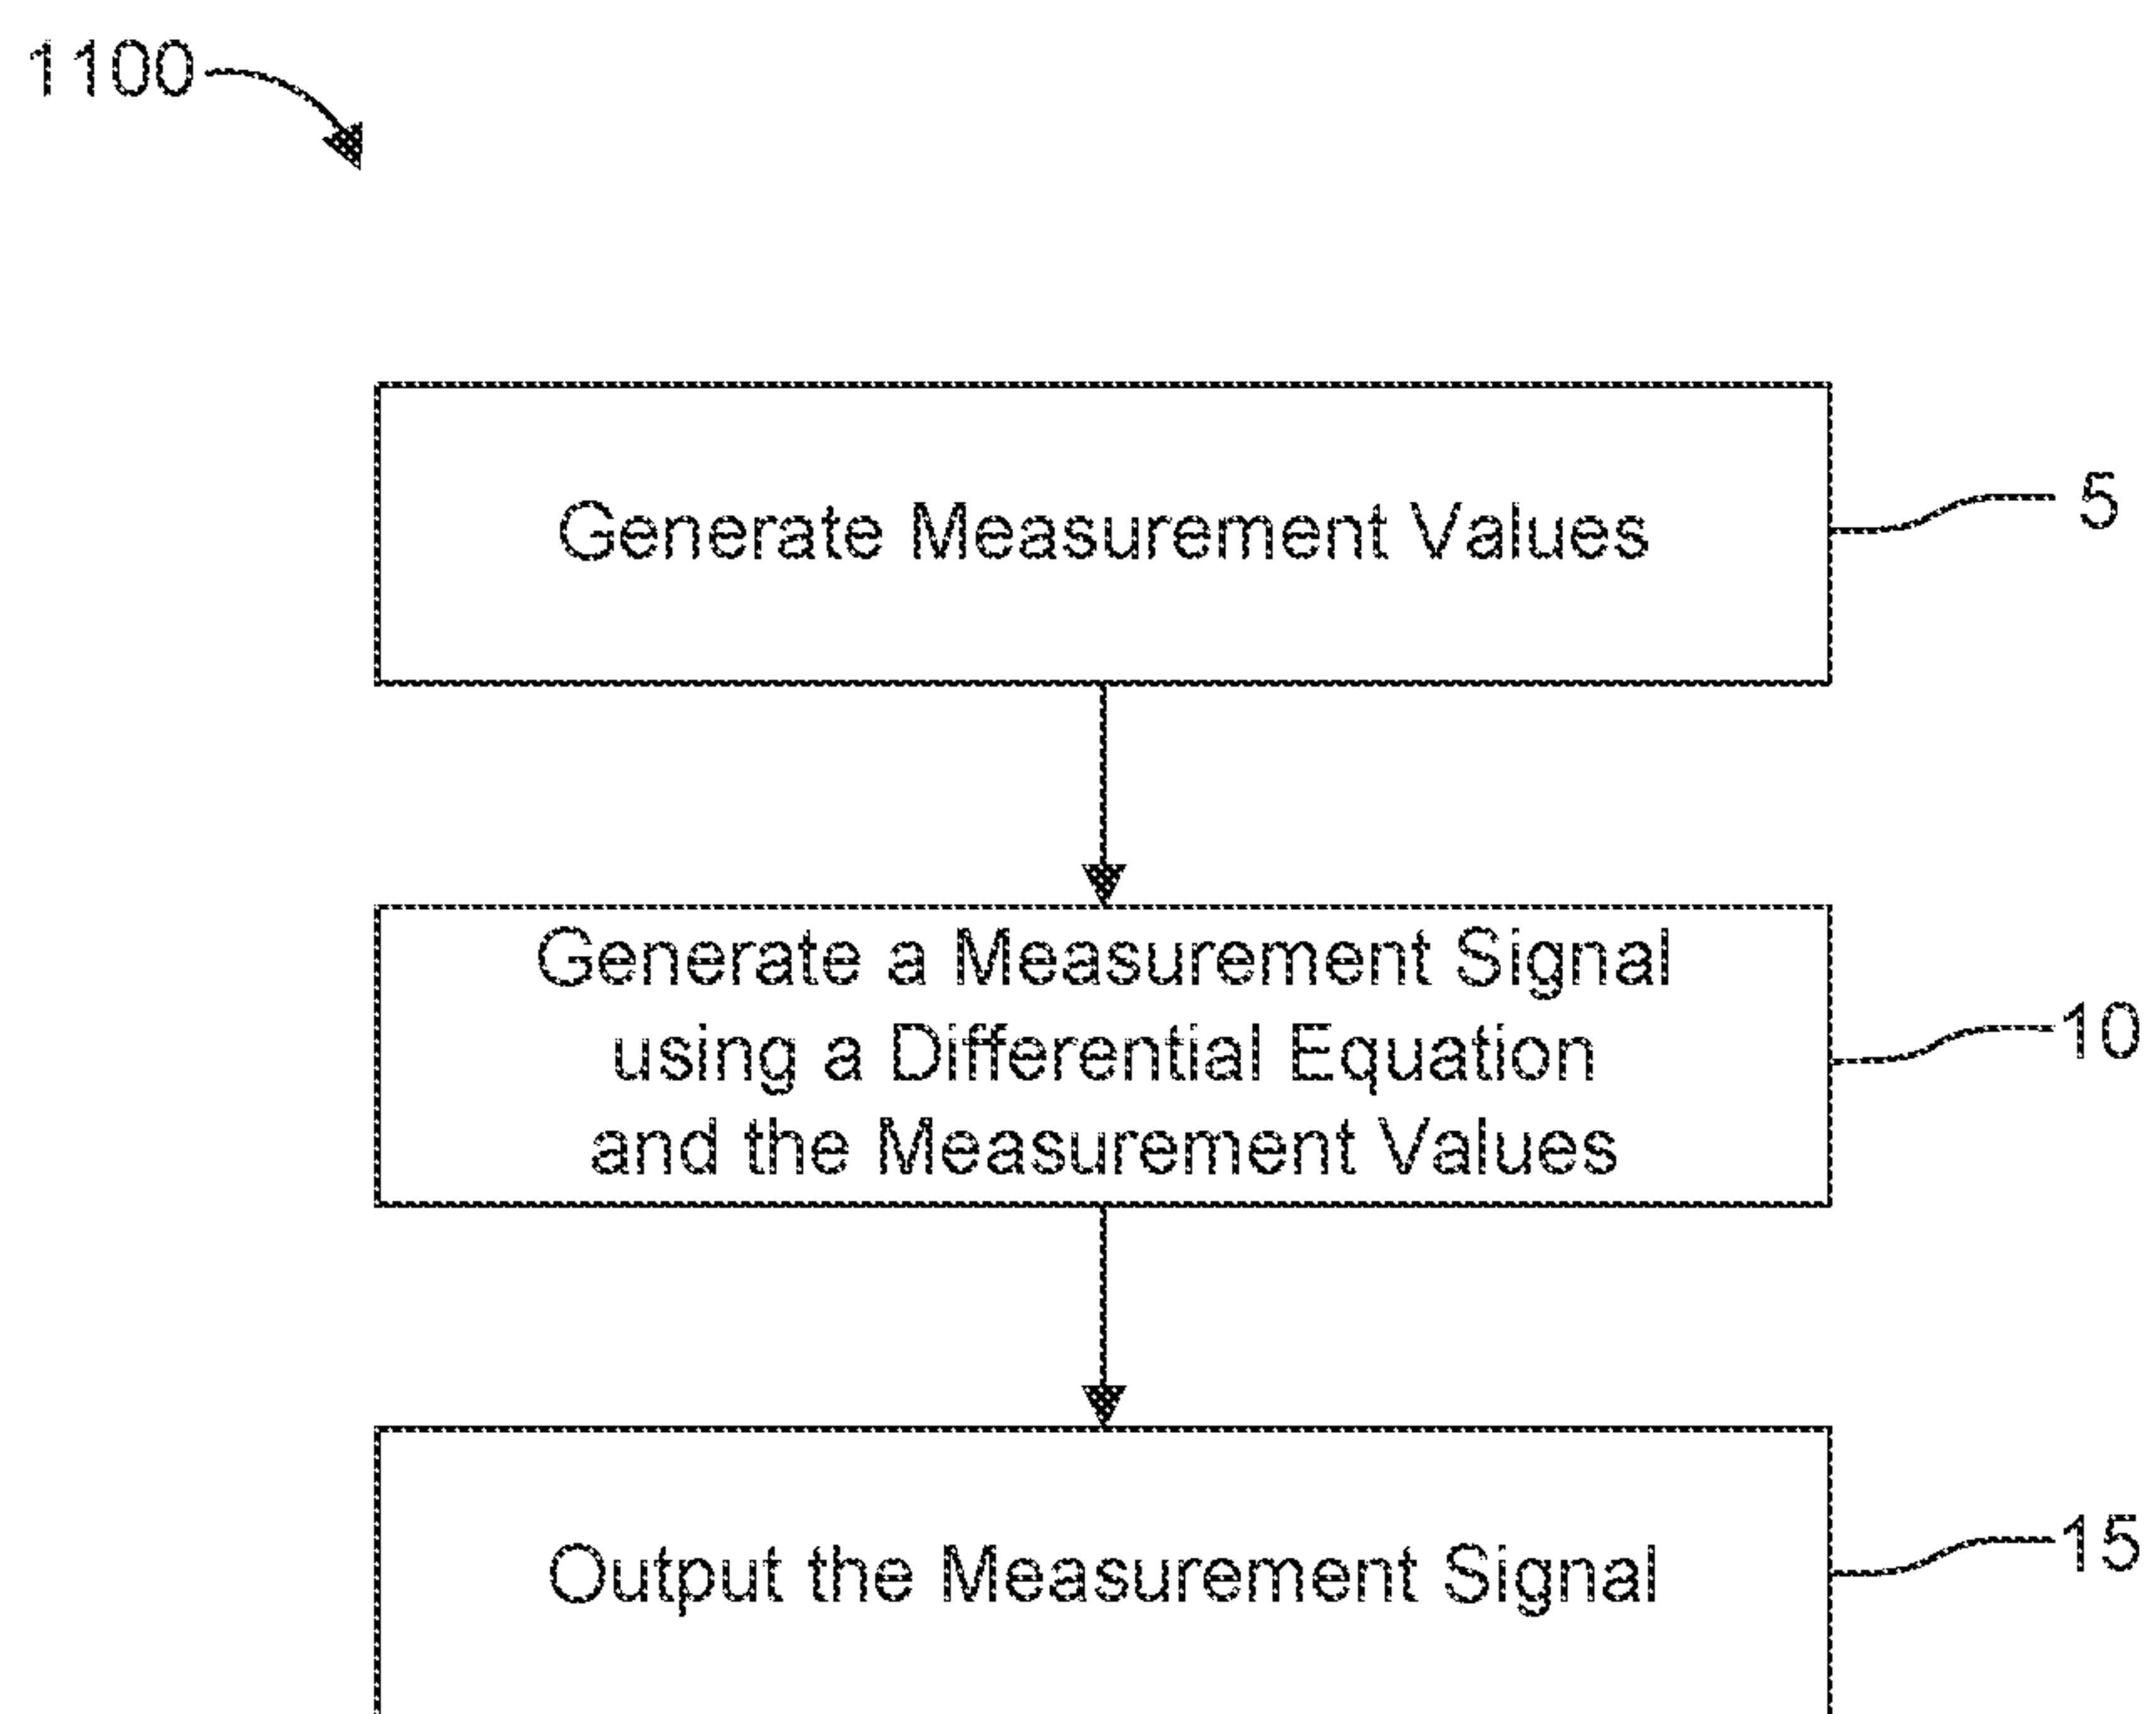 1100
Generate Measurement Values
5
Generate a Measurement Signal
using a Differential Equation
and the Measurement Values
10
Output the Measurement Signal
15